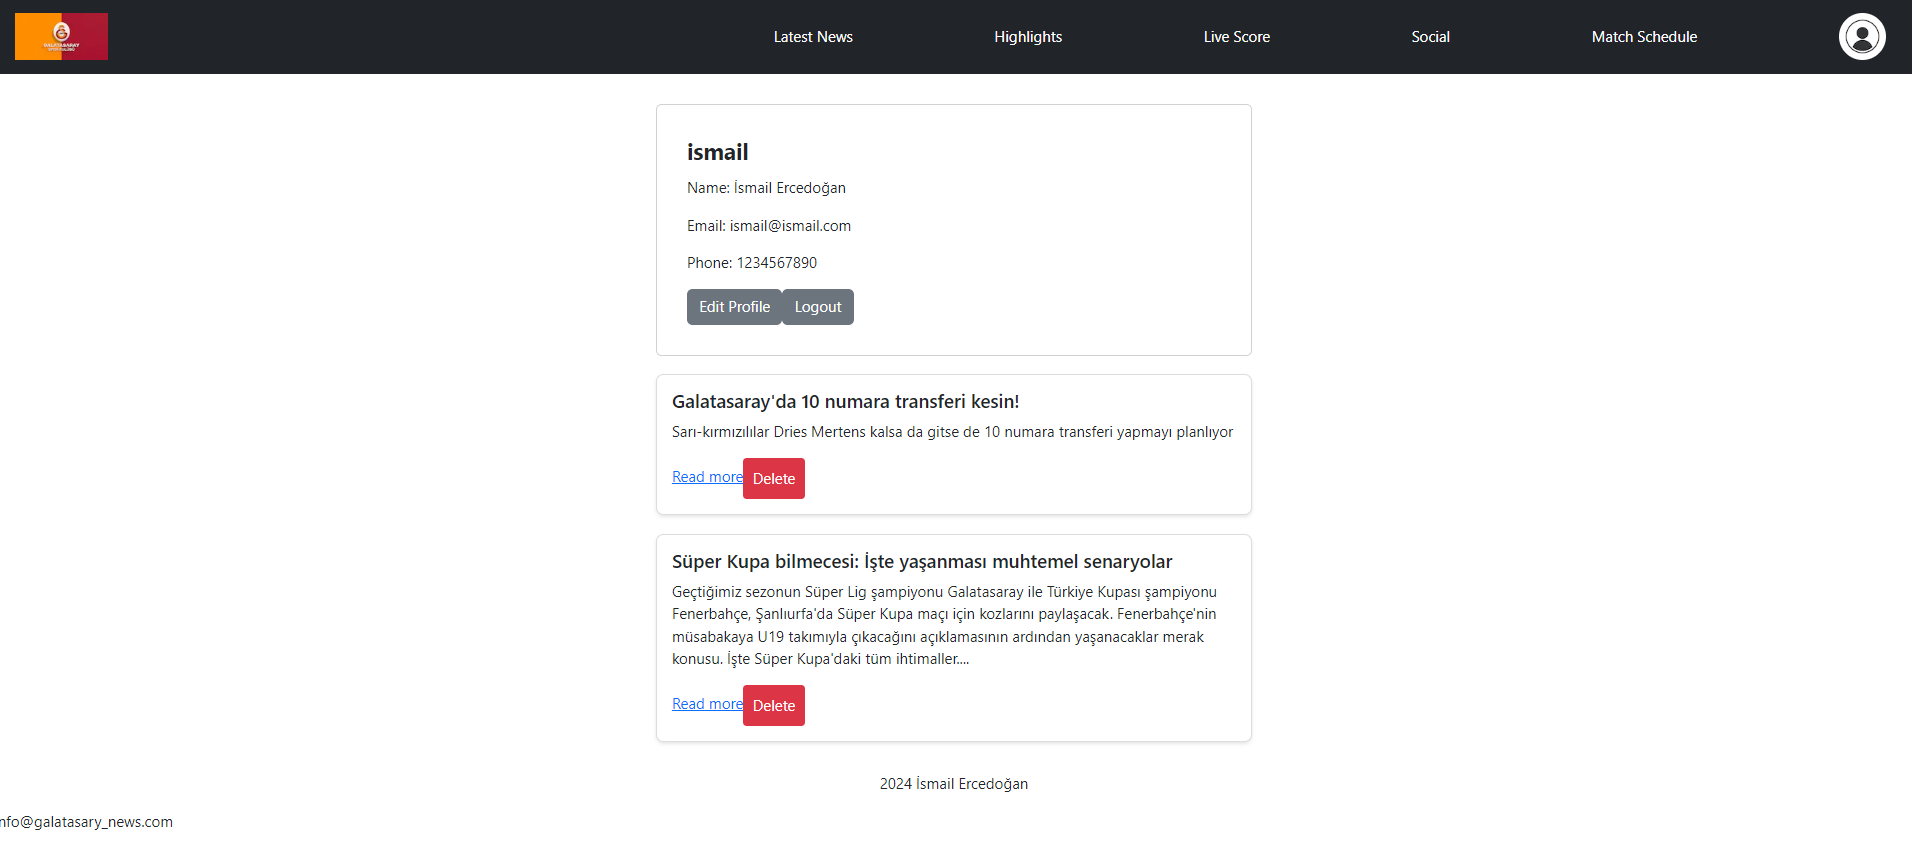 GALATASARAY
Latest News
Highlights
Live Score
Social
Match Schedule
ismail
Name: İsmail Ercedoğan
Email: ismail@ismail.com
Phone: 1234567890
Edit Profile
Logout
Galatasaray'da 10 numara transferi kesin!
Sarı-kırmızılılar Dries Mertens kalsa da gitse de 10 numara transferi yapmayı planlıyor
Read more
Delete
Süper Kupa bilmecesi: İşte yaşanması muhtemel senaryolar
Geçtiğimiz sezonun Süper Lig şampiyonu Galatasaray ile Türkiye Kupası şampiyonu
Fenerbahçe, Şanlıurfa'da Süper Kupa maçı için kozlarını paylaşacak. Fenerbahçe'nin
müsabakaya U19 takımıyla çıkacağını açıklamasının ardından yaşanacaklar merak
konusu. İşte Süper Kupa'daki tüm ihtimaller....
Read more
Delete
2024 İsmail Ercedoğan
nfo@galatasary_news.com